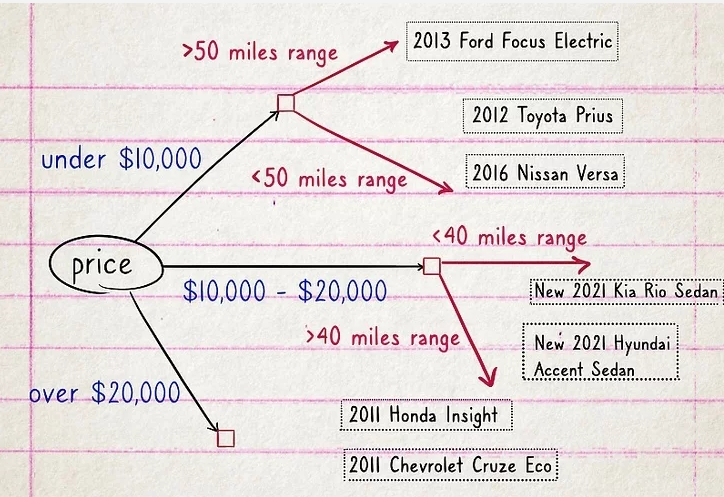 >50 miles range
2013 Ford Focus Electric
2012 Toyota Prius
under $10,000
<50 miles range
2016 Nissan Versa
price
<40 miles range
$10,000 - $20,000
New 2021 Kia Rio Sedan
>40 miles range
New 2021 Hyundai
Accent Sedan
over $20,000
2011 Honda Insight
2011 Chevrolet Cruze Eco